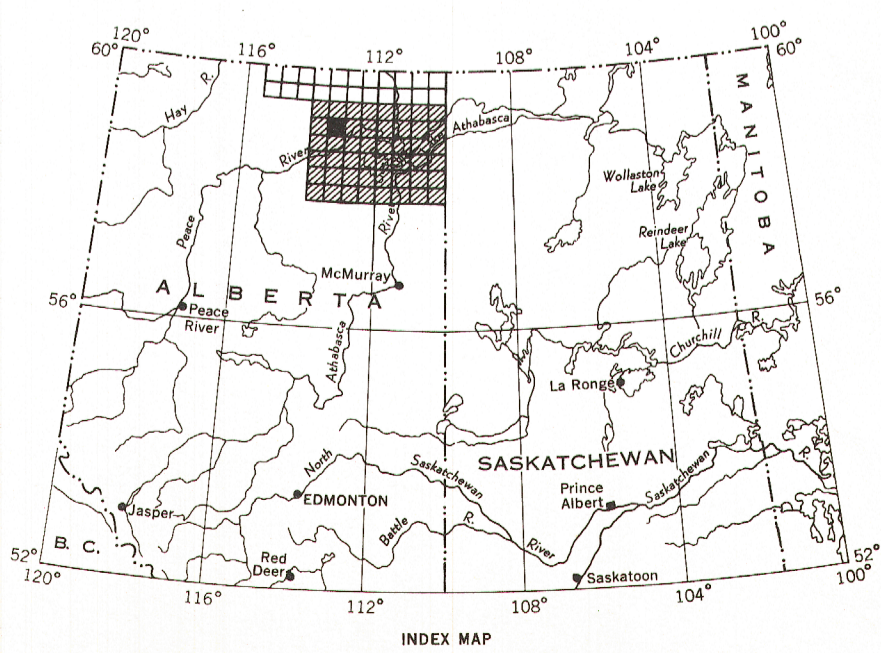 120°
60°
116°
112°
108°
104°
100°
60°
Hay R.
Athabasca
River
MANITOBA
Wollaston
Lake
Reindeer
Lake
Peace
River
McMurray
ALBERTA
56°
56°
Peace
River
Athabasca
Churchill R.
La Ronge
North
Saskatchewan
SASKATCHEWAN
Saskatchewan
R.
EDMONTON
Prince
Albert
Jasper
Battle
R.
River
B. C.
Red
Deer
Saskatoon
52°
120°
52°
100°
116°
112°
108°
104°
INDEX MAP